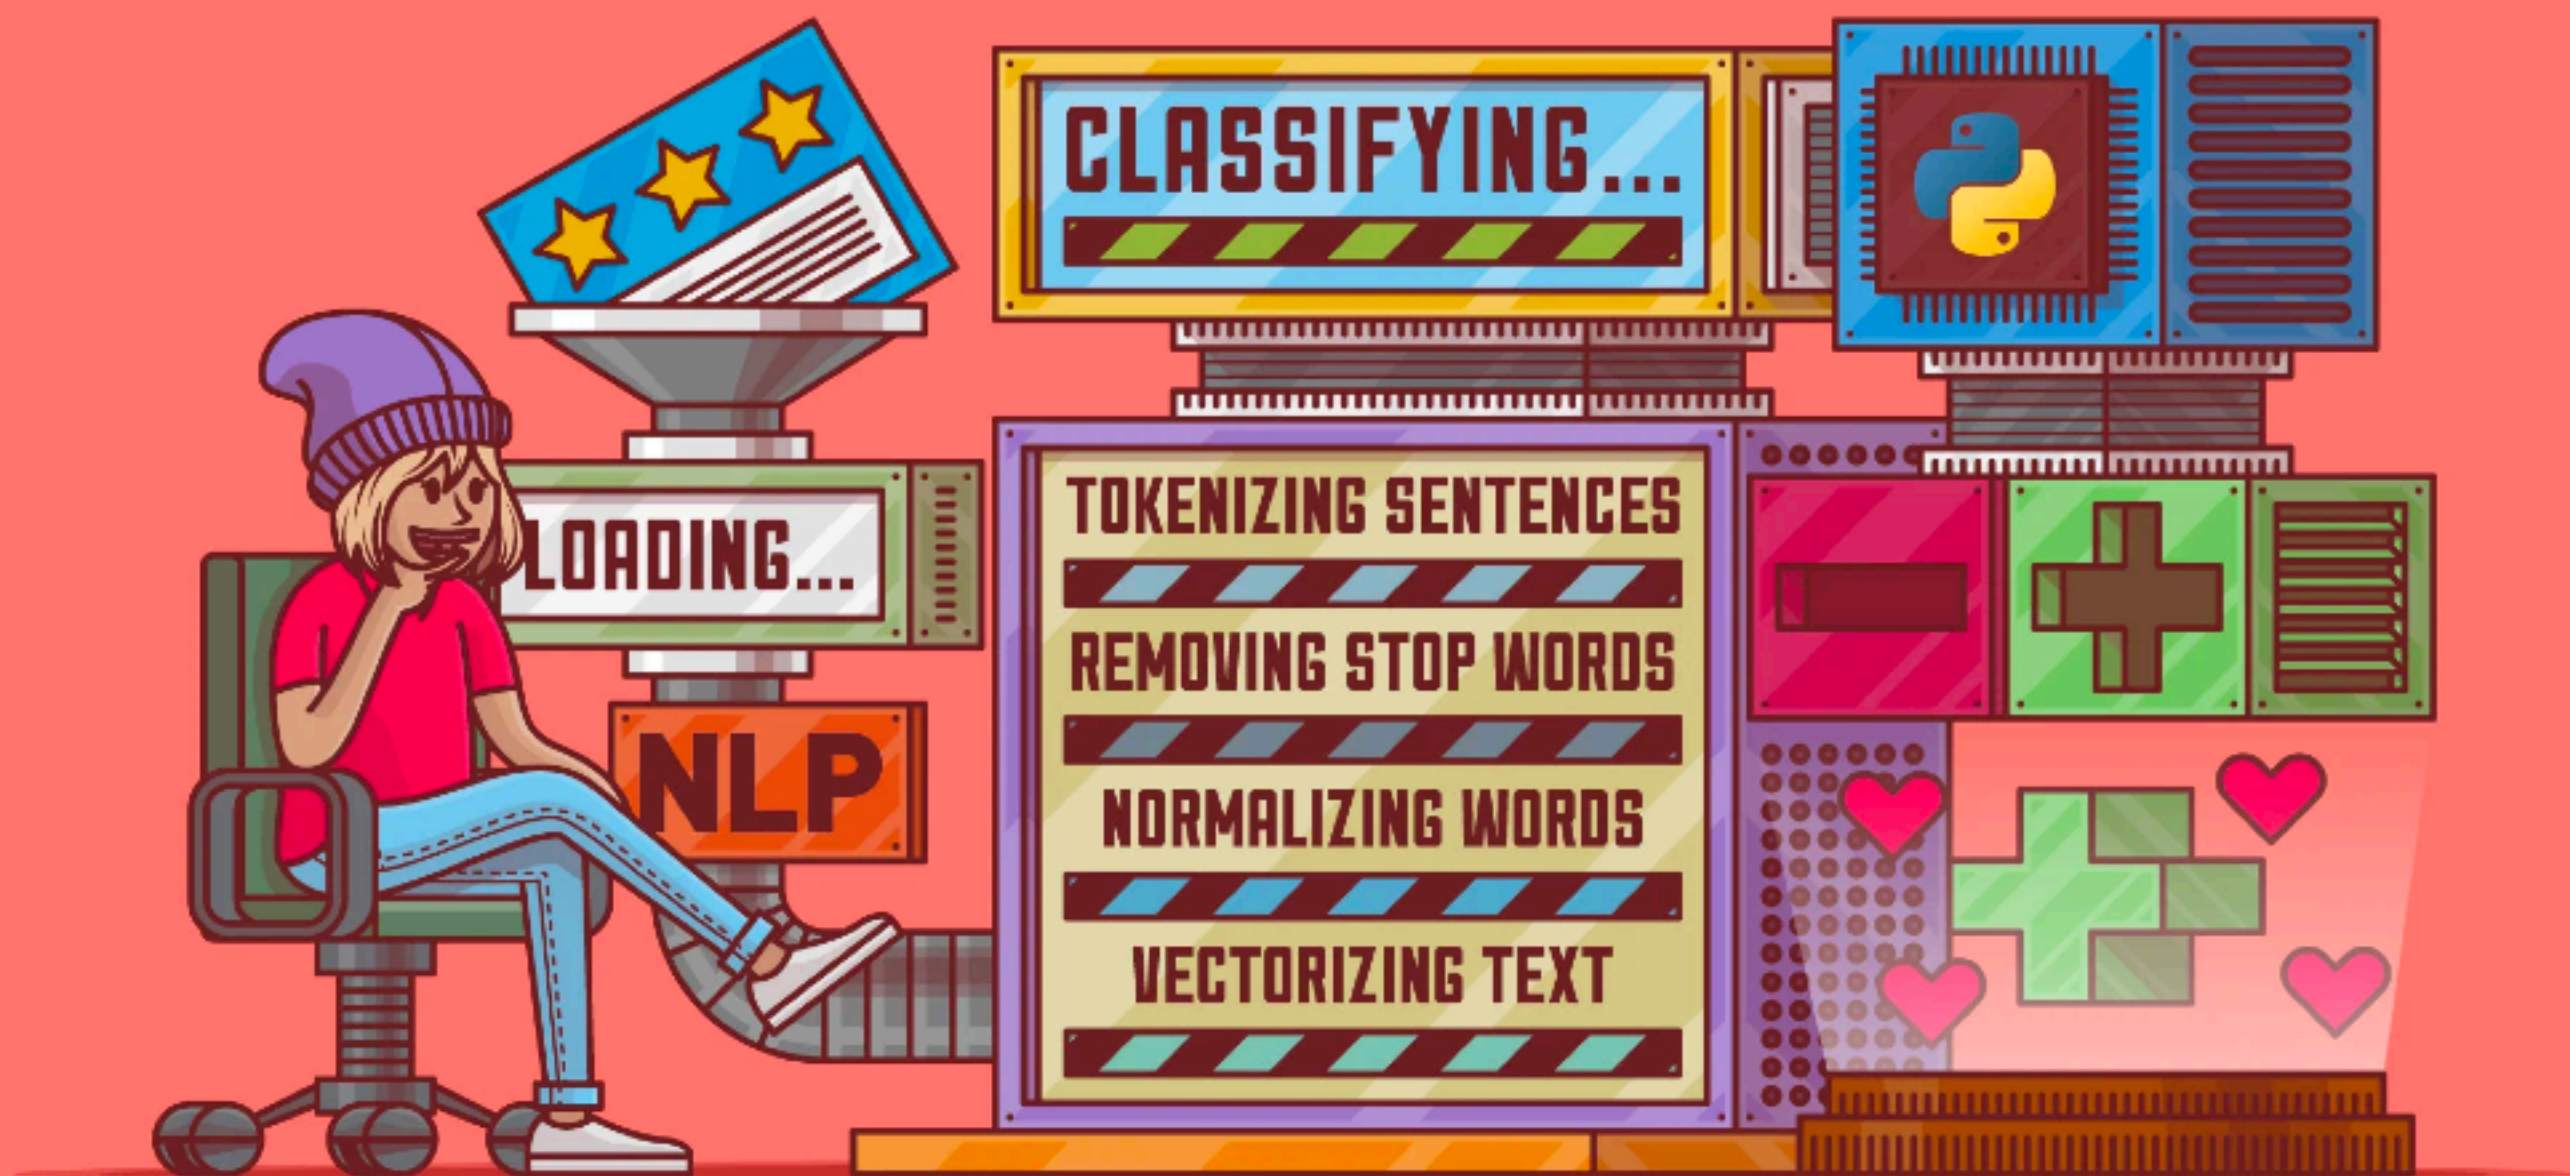 LOADING...
NLP
CLASSIFYING...
TOKENIZING SENTENCES
REMOVING STOP WORDS
NORMALIZING WORDS
VECTORIZING TEXT